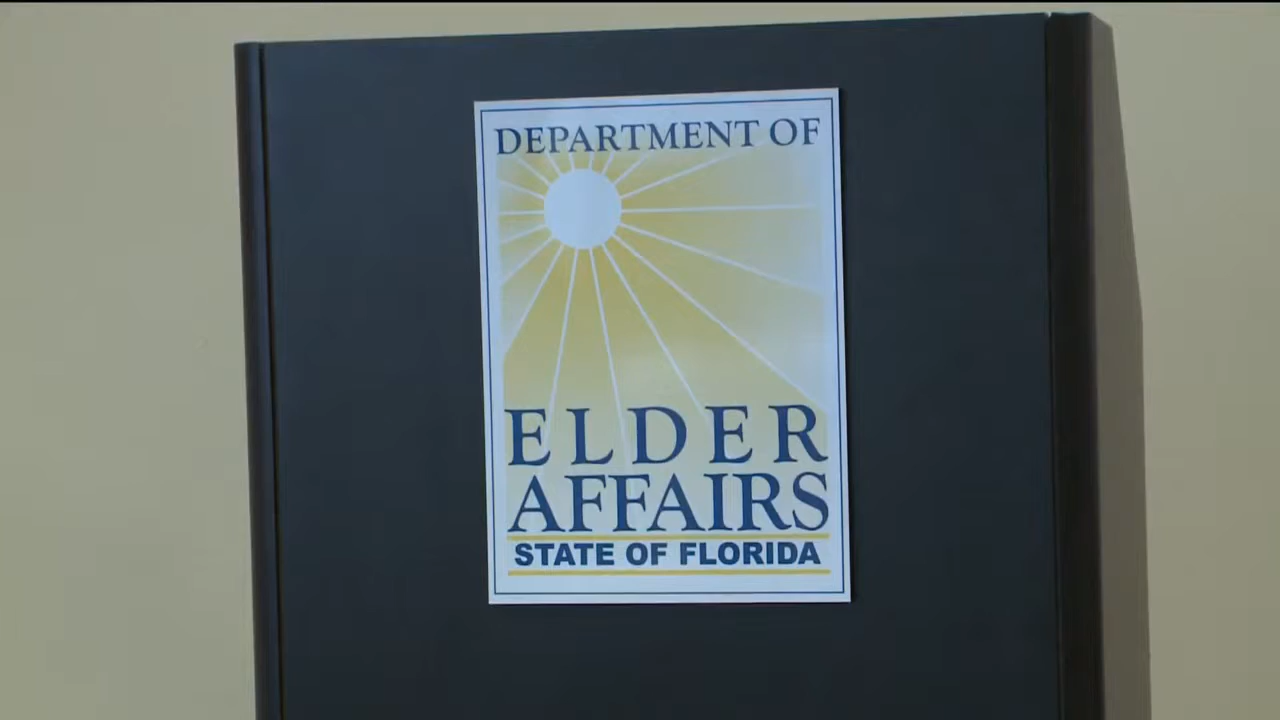 DEPARTMENT OF
ELDER
AFFAIRS
STATE OF FLORIDA